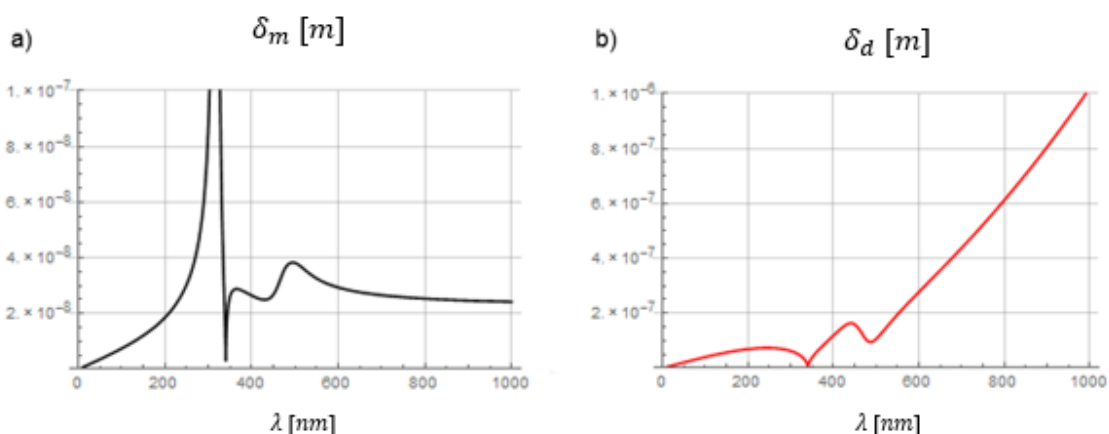 a)
δ_m [m]
1. × 10⁻⁷
8. × 10⁻⁸
6. × 10⁻⁸
4. × 10⁻⁸
2. × 10⁻⁸
0 200 400 600 800 1000
λ [nm]
b)
δ_d [m]
1. × 10⁻⁶
8. × 10⁻⁷
6. × 10⁻⁷
4. × 10⁻⁷
2. × 10⁻⁷
0 200 400 600 800 1000
λ [nm]